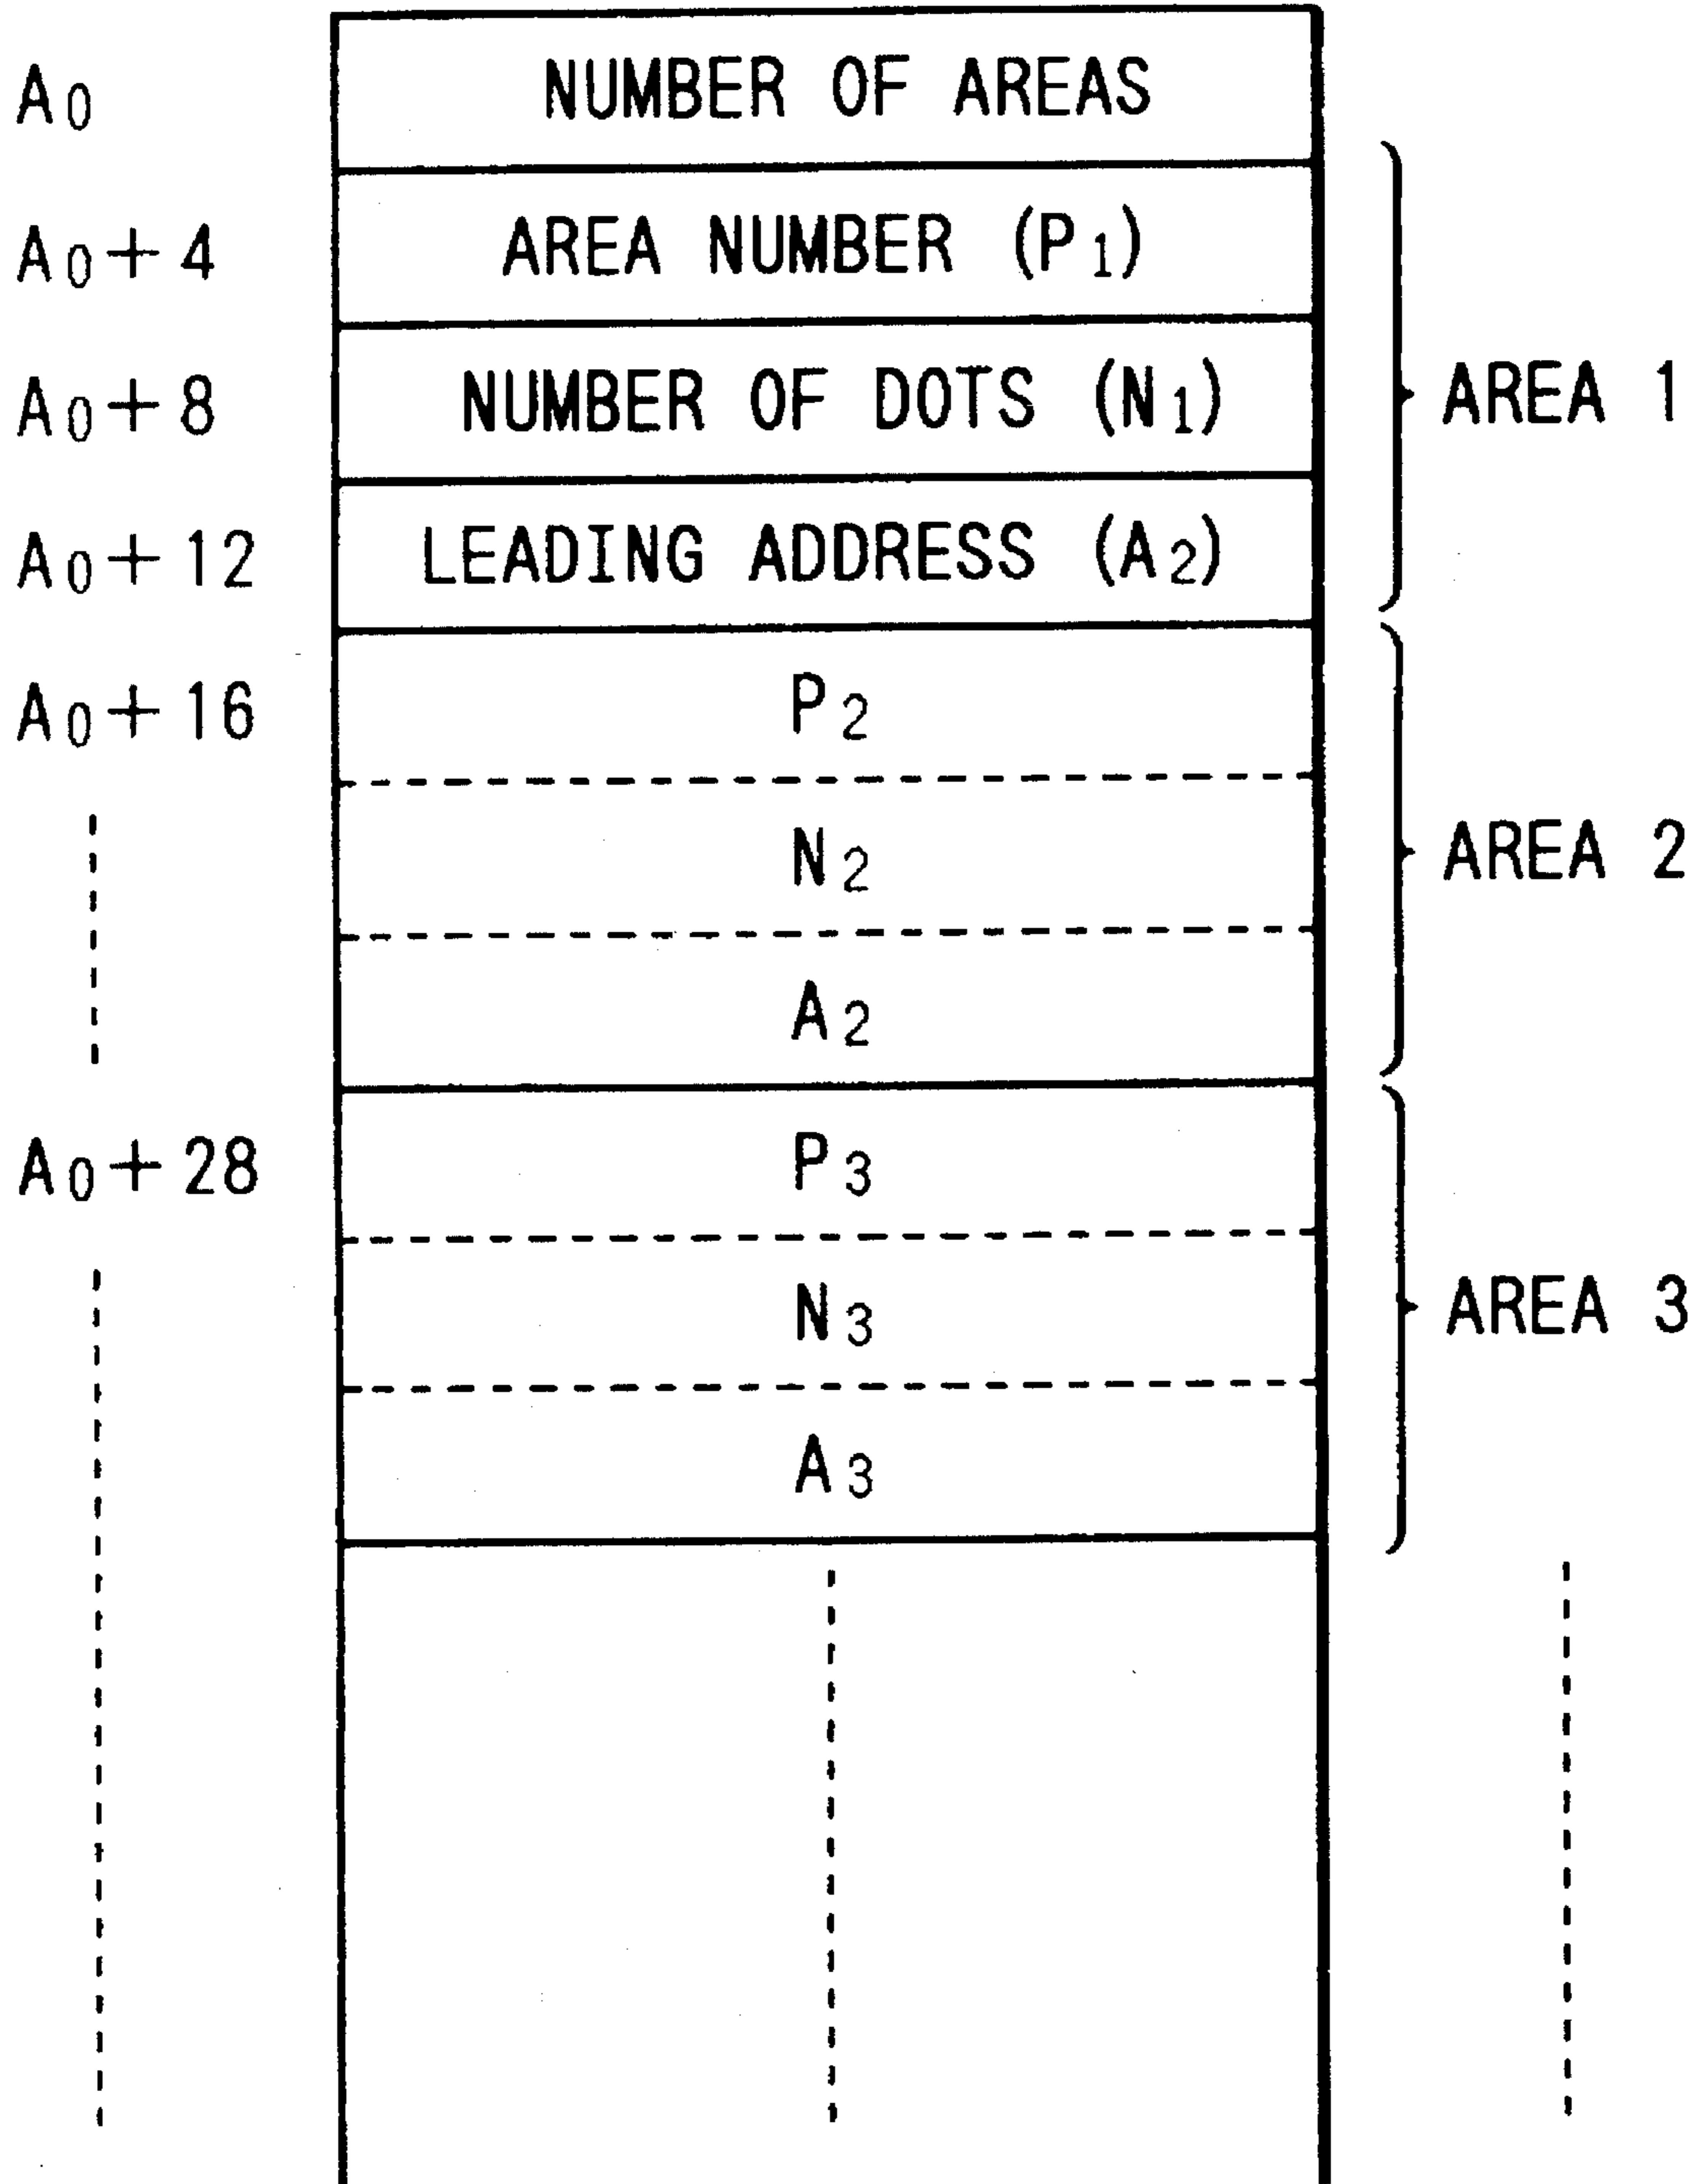 A0 NUMBER OF AREAS
A0+4 AREA NUMBER (P1)
A0+8 NUMBER OF DOTS (N1) AREA 1
A0+12 LEADING ADDRESS (A2)
A0+16 P2
N2 AREA 2
A2
A0+28 P3
N3 AREA 3
A3